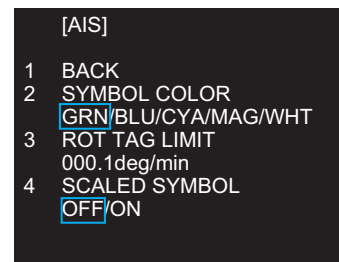 [AIS]
1 BACK
2 SYMBOL COLOR
GRN/BLU/CYA/MAG/WHT
3 ROT TAG LIMIT
000.1deg/min
4 SCALED SYMBOL
OFF/ON